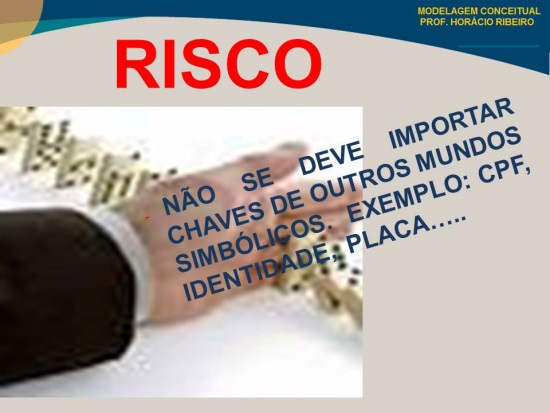 MODELAGEM CONCEITUAL
PROF. HORÁCIO RIBEIRO
RISCO
NÃO SE DEVE IMPORTAR
CHAVES DE OUTROS MUNDOS
SIMBÓLICOS. EXEMPLO: CPF,
IDENTIDADE, PLACA.....